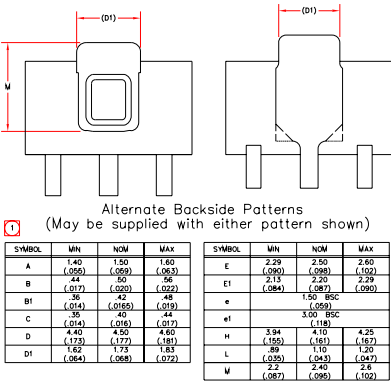 (D1)
(D1)
M
Alternate Backside Patterns
1 (May be supplied with either pattern shown)
SYMBOL MIN NOM MAX
A 1.40 (.055) 1.50 (.059) 1.60 (.063)
B .44 (.017) .50 (.020) .56 (.022)
B1 .36 (.014) .42 (.0165) .48 (.019)
C .35 (.014) .40 (.016) .44 (.017)
D 4.40 (.173) 4.50 (.177) 4.60 (.181)
D1 1.62 (.064) 1.73 (.068) 1.83 (.072)
SYMBOL MIN NOM MAX
E 2.29 (.090) 2.50 (.098) 2.60 (.102)
E1 2.13 (.084) 2.20 (.087) 2.29 (.090)
e 1.50 BSC (.059)
e1 3.00 BSC (.118)
H 3.94 (.155) 4.10 (.161) 4.25 (.167)
L .89 (.035) 1.10 (.043) 1.20 (.047)
M 2.2 (.087) 2.40 (.095) 2.6 (.102)